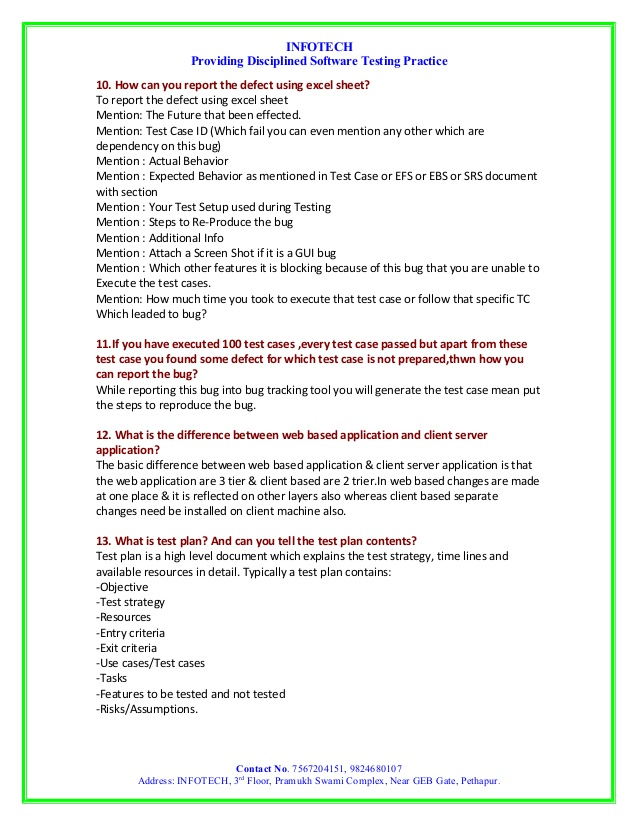 INFOTECH
Providing Disciplined Software Testing Practice
10. How can you report the defect using excel sheet?
To report the defect using excel sheet
Mention: The Future that been effected.
Mention: Test Case ID (Which fail you can even mention any other which are
dependency on this bug)
Mention : Actual Behavior
Mention : Expected Behavior as mentioned in Test Case or EFS or EBS or SRS document
with section
Mention : Your Test Setup used during Testing
Mention : Steps to Re-Produce the bug
Mention : Additional Info
Mention : Attach a Screen Shot if it is a GUI bug
Mention : Which other features it is blocking because of this bug that you are unable to
Execute the test cases.
Mention: How much time you took to execute that test case or follow that specific TC
Which leaded to bug?
11.If you have executed 100 test cases ,every test case passed but apart from these
test case you found some defect for which test case is not prepared,thwn how you
can report the bug?
While reporting this bug into bug tracking tool you will generate the test case mean put
the steps to reproduce the bug.
12. What is the difference between web based application and client server
application?
The basic difference between web based application & client server application is that
the web application are 3 tier & client based are 2 trier.In web based changes are made
at one place & it is reflected on other layers also whereas client based separate
changes need be installed on client machine also.
13. What is test plan? And can you tell the test plan contents?
Test plan is a high level document which explains the test strategy, time lines and
available resources in detail. Typically a test plan contains:
-Objective
-Test strategy
-Resources
-Entry criteria
-Exit criteria
-Use cases/Test cases
-Tasks
-Features to be tested and not tested
-Risks/Assumptions.
Contact No. 7567204151, 9824680107
Address: INFOTECH, 3rd Floor, Pramukh Swami Complex, Near GEB Gate, Pethapur.